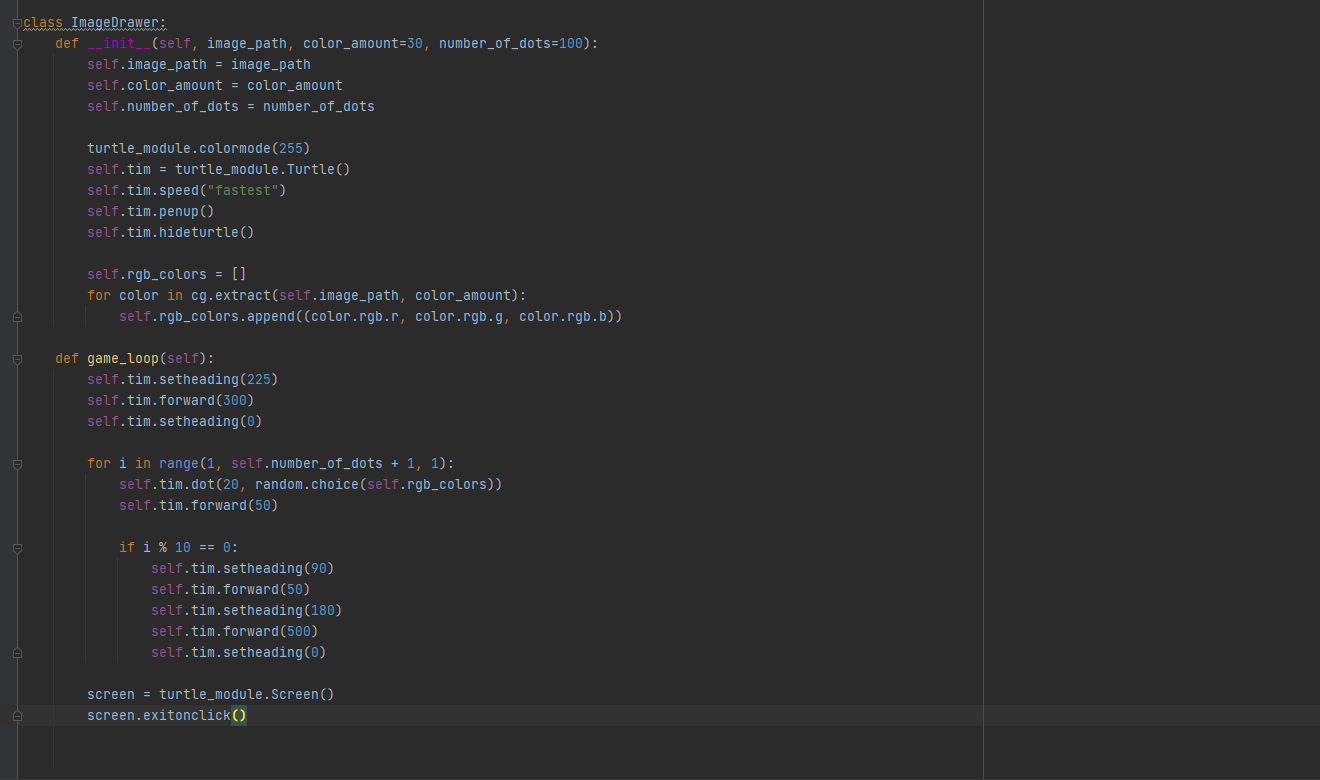 class ImageDrawer:
    def __init__(self, image_path, color_amount=30, number_of_dots=100):
        self.image_path = image_path
        self.color_amount = color_amount
        self.number_of_dots = number_of_dots

        turtle_module.colormode(255)
        self.tim = turtle_module.Turtle()
        self.tim.speed("fastest")
        self.tim.penup()
        self.tim.hideturtle()

        self.rgb_colors = []
        for color in cg.extract(self.image_path, color_amount):
            self.rgb_colors.append((color.rgb.r, color.rgb.g, color.rgb.b))

    def game_loop(self):
        self.tim.setheading(225)
        self.tim.forward(300)
        self.tim.setheading(0)

        for i in range(1, self.number_of_dots + 1, 1):
            self.tim.dot(20, random.choice(self.rgb_colors))
            self.tim.forward(50)

            if i % 10 == 0:
                self.tim.setheading(90)
                self.tim.forward(50)
                self.tim.setheading(180)
                self.tim.forward(500)
                self.tim.setheading(0)

        screen = turtle_module.Screen()
        screen.exitonclick()